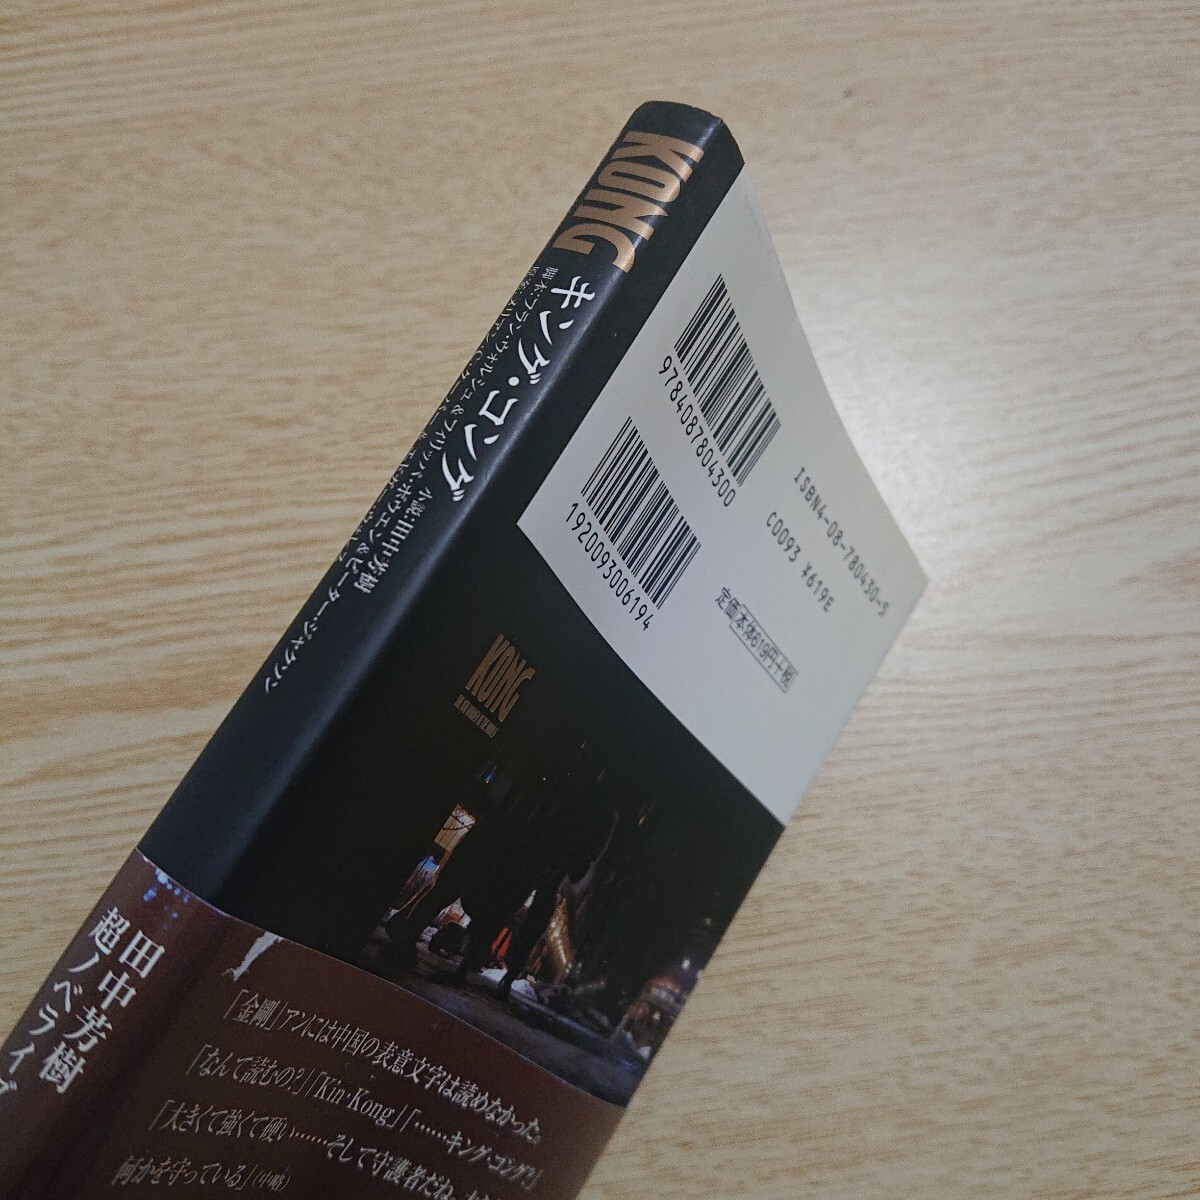 KONG
キング・コング
小説:田中芳樹
脚本:フラン・ウォルシュ&フィリッパ・ボウエン&ピーター・ジャクソン
9784087804300
1920093006194
ISBN4-08-780430-5
C0093 ¥619E
定価 本体619円+税
KONG
田中芳樹
超ノベライズ
「金剛」アンには中国の表意文字は読めなかった。
「なんて読むの?」「Kin・Kong」「……キング・コング?」
「大きくて強くて硬い……そして守護者だね。
何かを守っている」(中略)